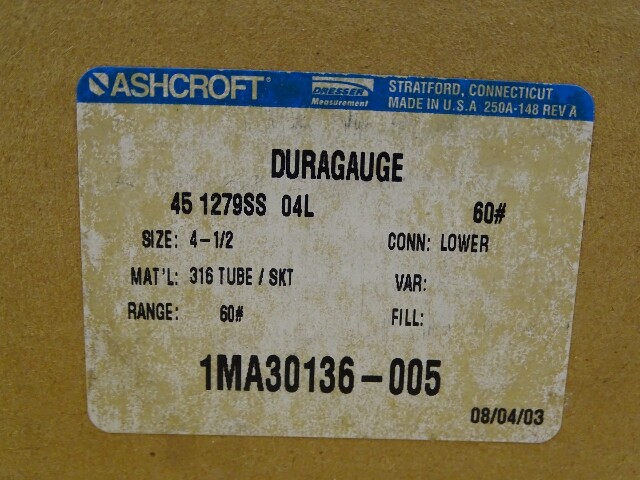 ASHCROFT®
DRESSER
Measurement
STRATFORD, CONNECTICUT
MADE IN U.S.A 250A-148 REV A
DURAGAUGE
45 1279SS 04L 60#
SIZE: 4-1/2 CONN: LOWER
MAT'L: 316 TUBE / SKT VAR:
RANGE: 60# FILL:
1MA30136-005
08/04/03